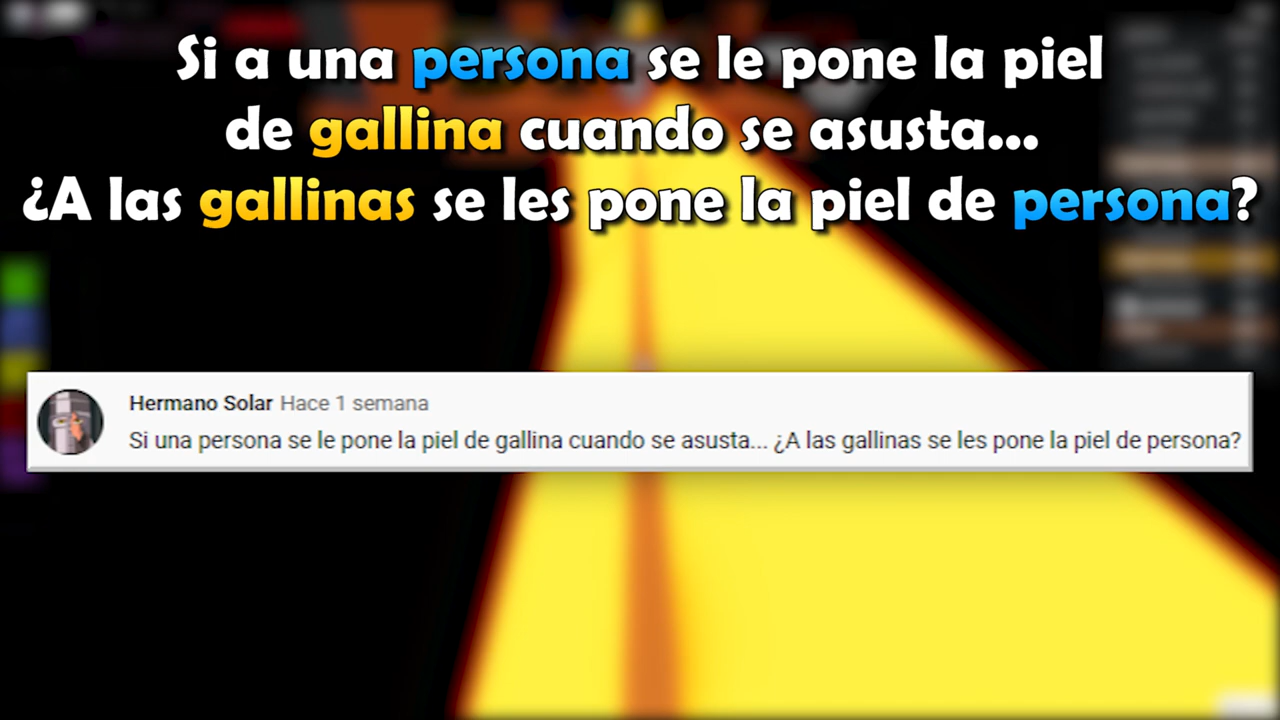 Si a una persona se le pone la piel
de gallina cuando se asusta...
¿A las gallinas se les pone la piel de persona?
Hermano Solar Hace 1 semana
Si una persona se le pone la piel de gallina cuando se asusta... ¿A las gallinas se les pone la piel de persona?